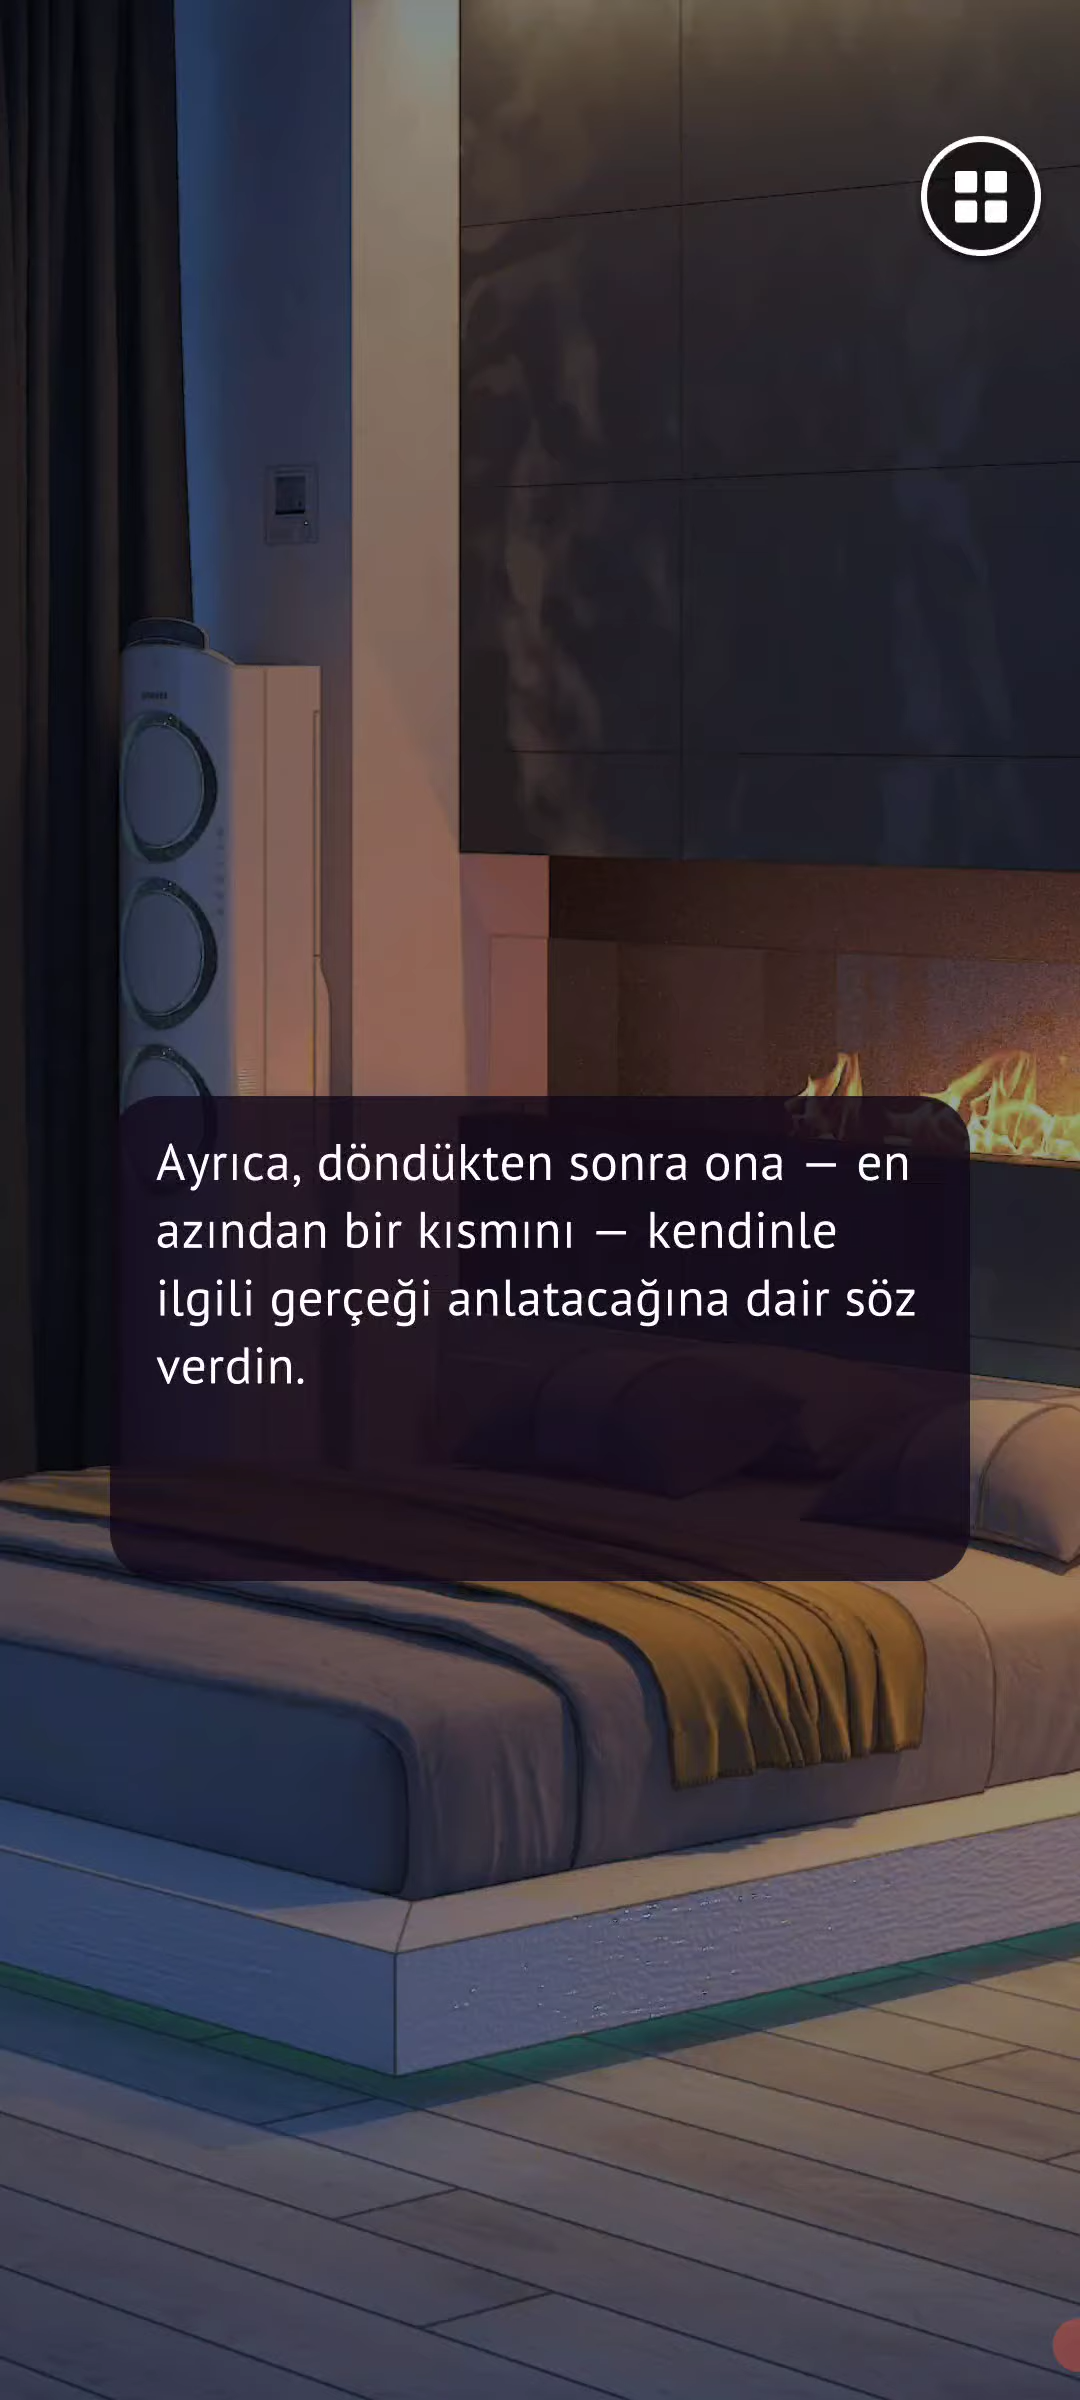 Ayrıca, döndükten sonra ona — en
azından bir kısmını — kendinle
ilgili gerçeği anlatacağına dair söz
verdin.